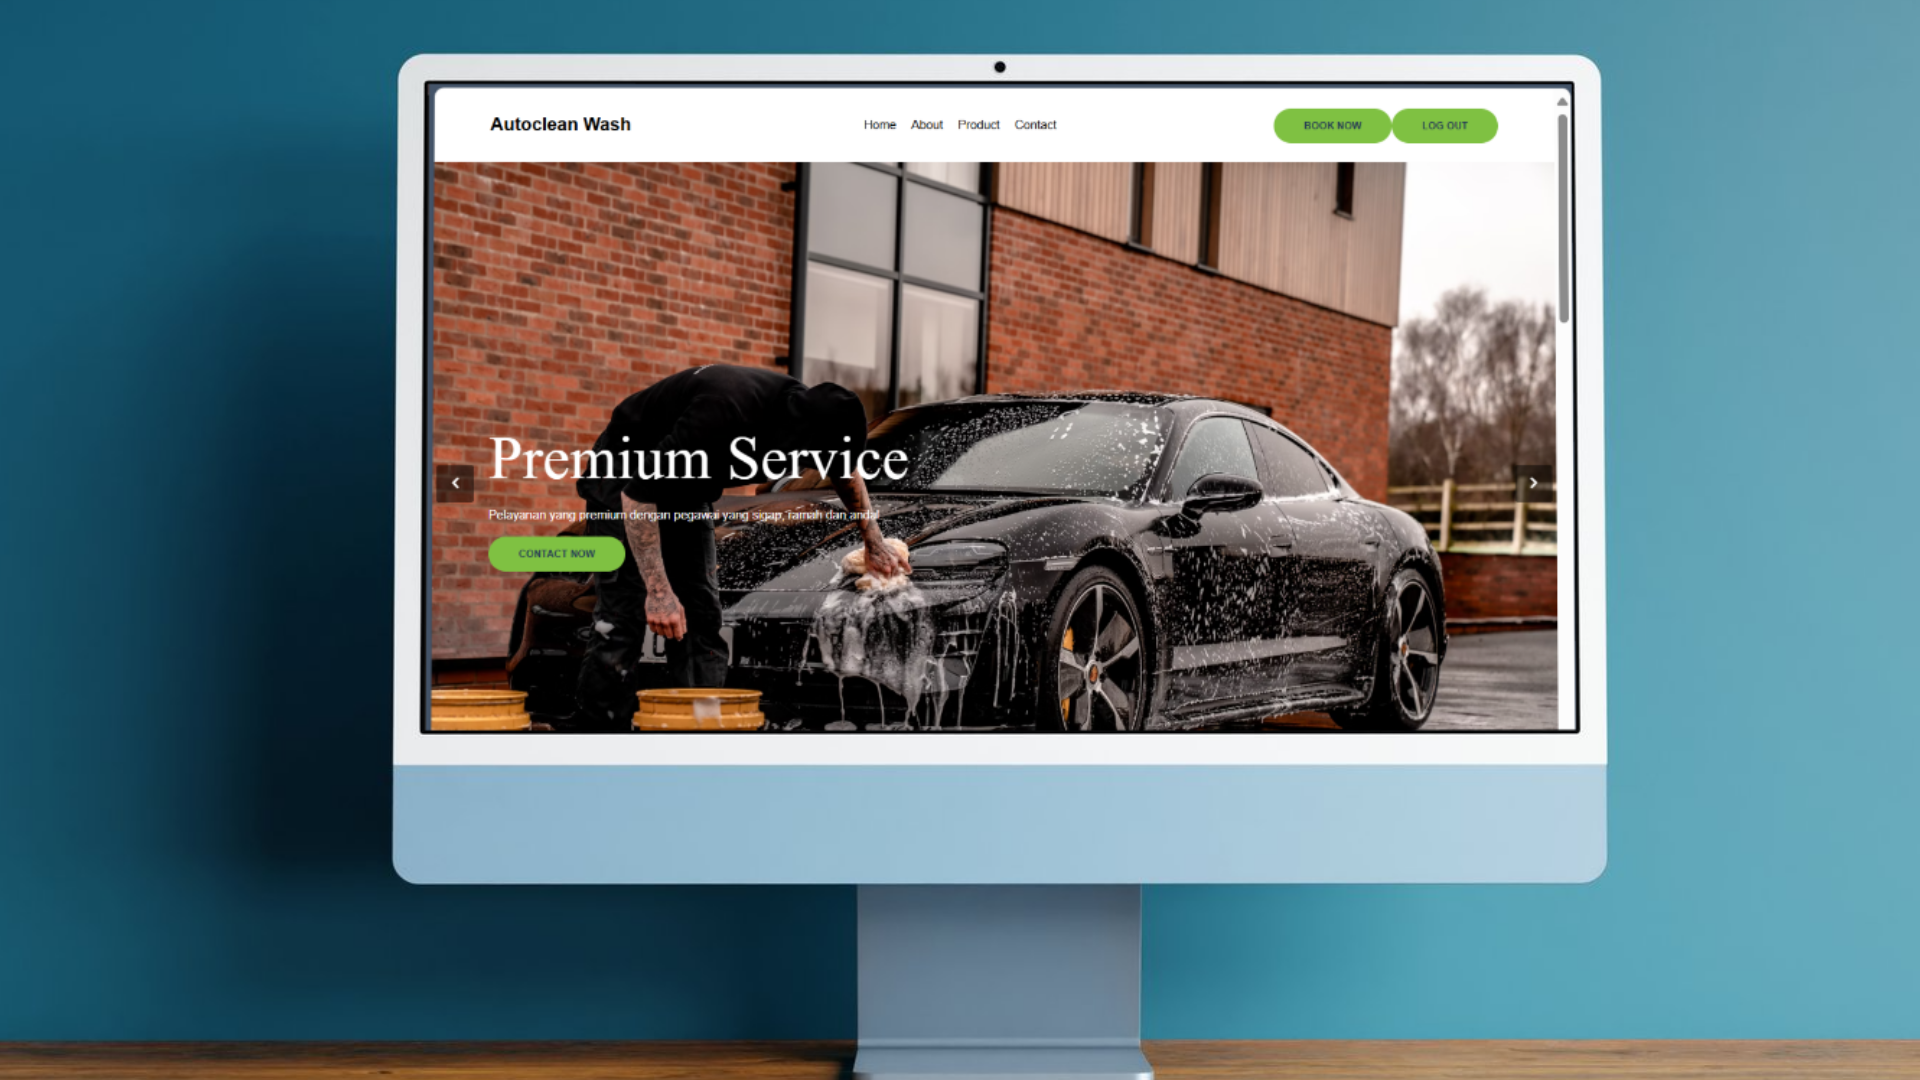 Autoclean Wash
Home About Product Contact
BOOK NOW LOG OUT
Premium Service
Pelayanan yang premium dengan pegawai yang sigap, ramah dan andal
CONTACT NOW